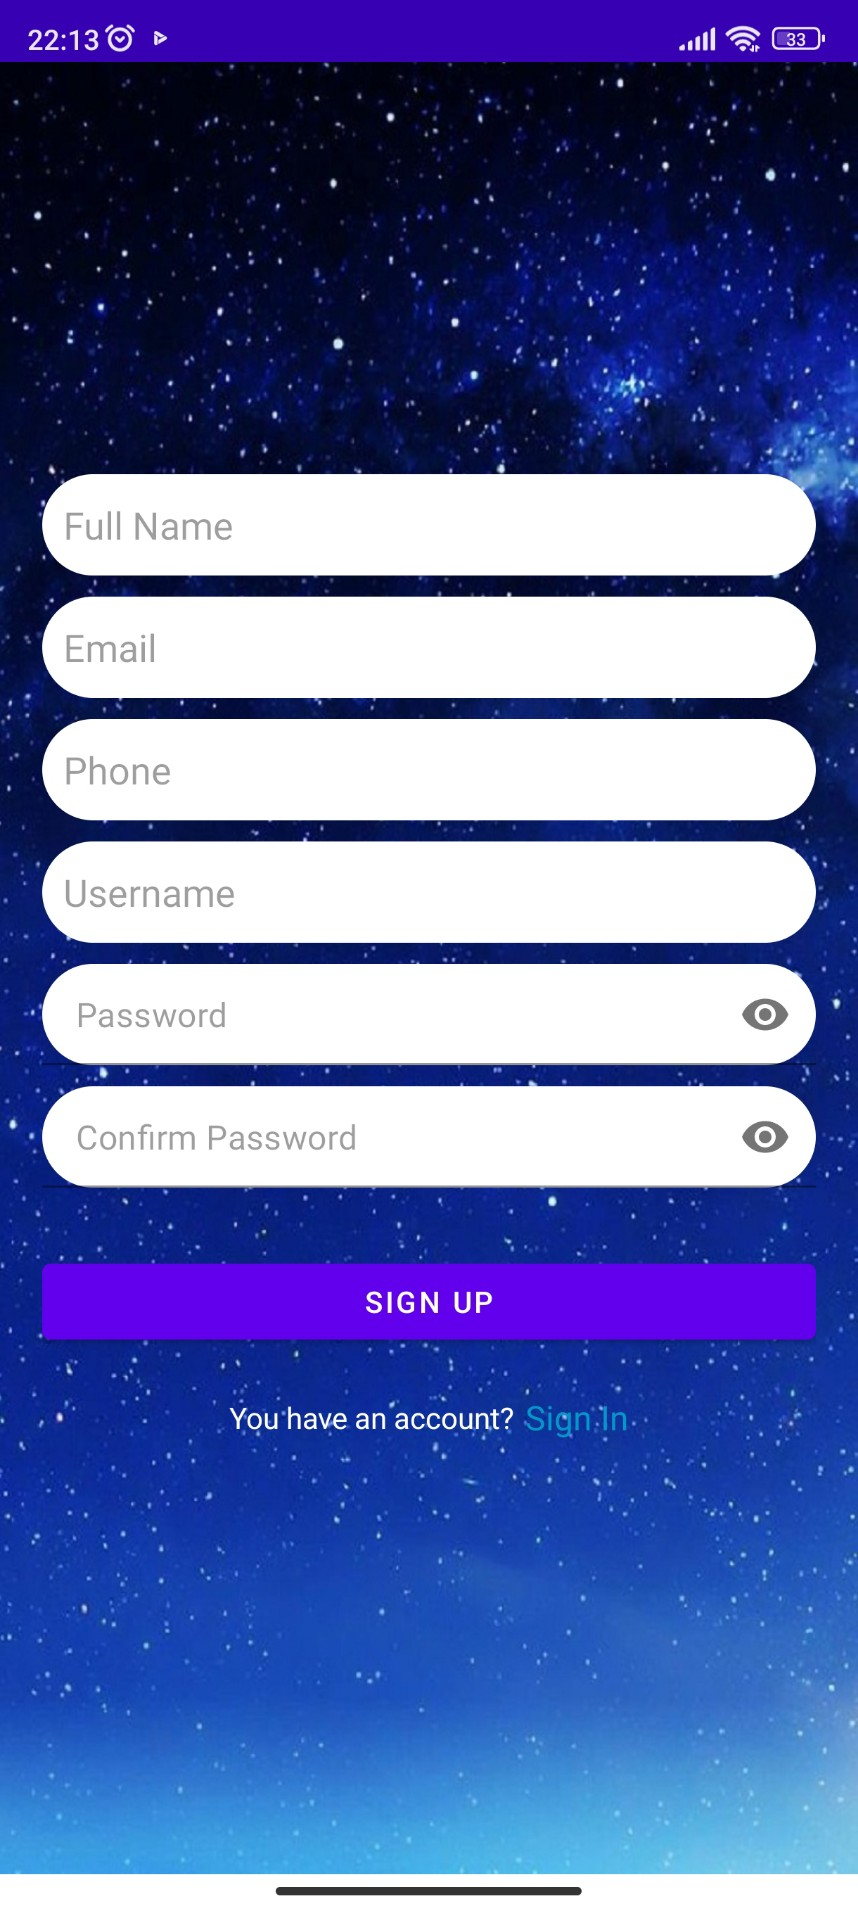 22:13 33
Full Name
Email
Phone
Username
Password
Confirm Password
SIGN UP
You have an account? Sign In